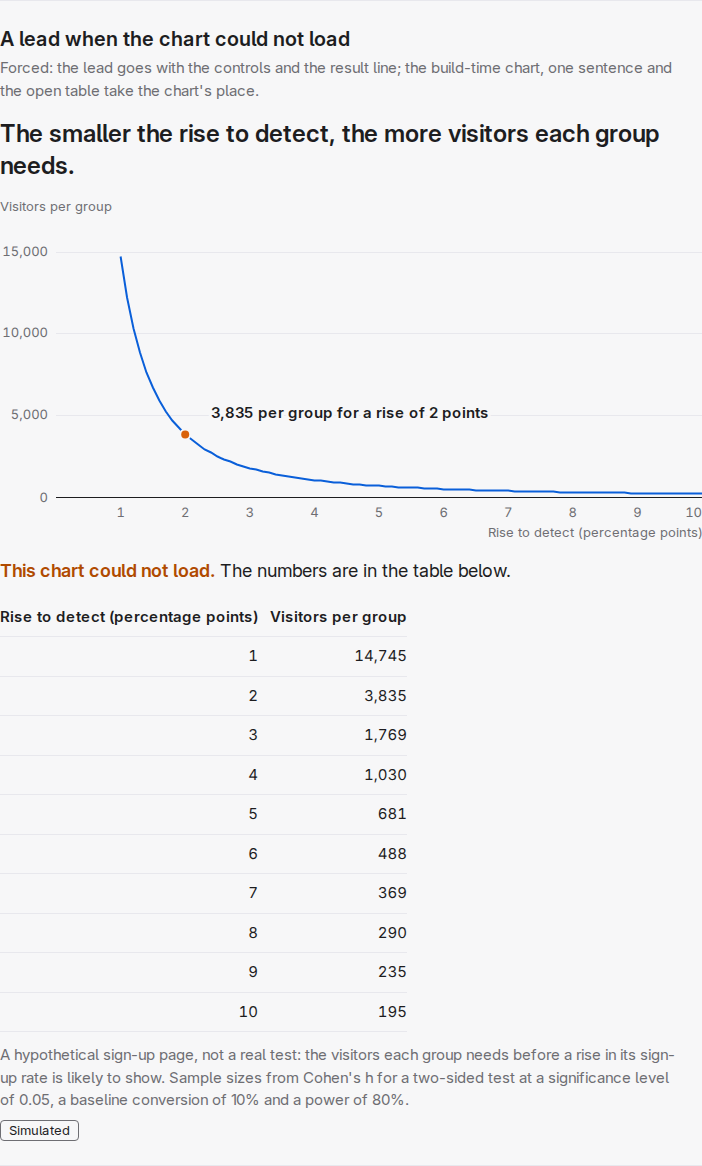 A lead when the chart could not load
Forced: the lead goes with the controls and the result line; the build-time chart, one sentence and
the open table take the chart's place.
The smaller the rise to detect, the more visitors each group
needs.
Visitors per group
15,000
10,000
5,000
3,835 per group for a rise of 2 points
0
1 2 3 4 5 6 7 8 9 10
Rise to detect (percentage points)
This chart could not load. The numbers are in the table below.
Rise to detect (percentage points) Visitors per group
1 14,745
2 3,835
3 1,769
4 1,030
5 681
6 488
7 369
8 290
9 235
10 195
A hypothetical sign-up page, not a real test: the visitors each group needs before a rise in its sign-
up rate is likely to show. Sample sizes from Cohen's h for a two-sided test at a significance level
of 0.05, a baseline conversion of 10% and a power of 80%.
Simulated